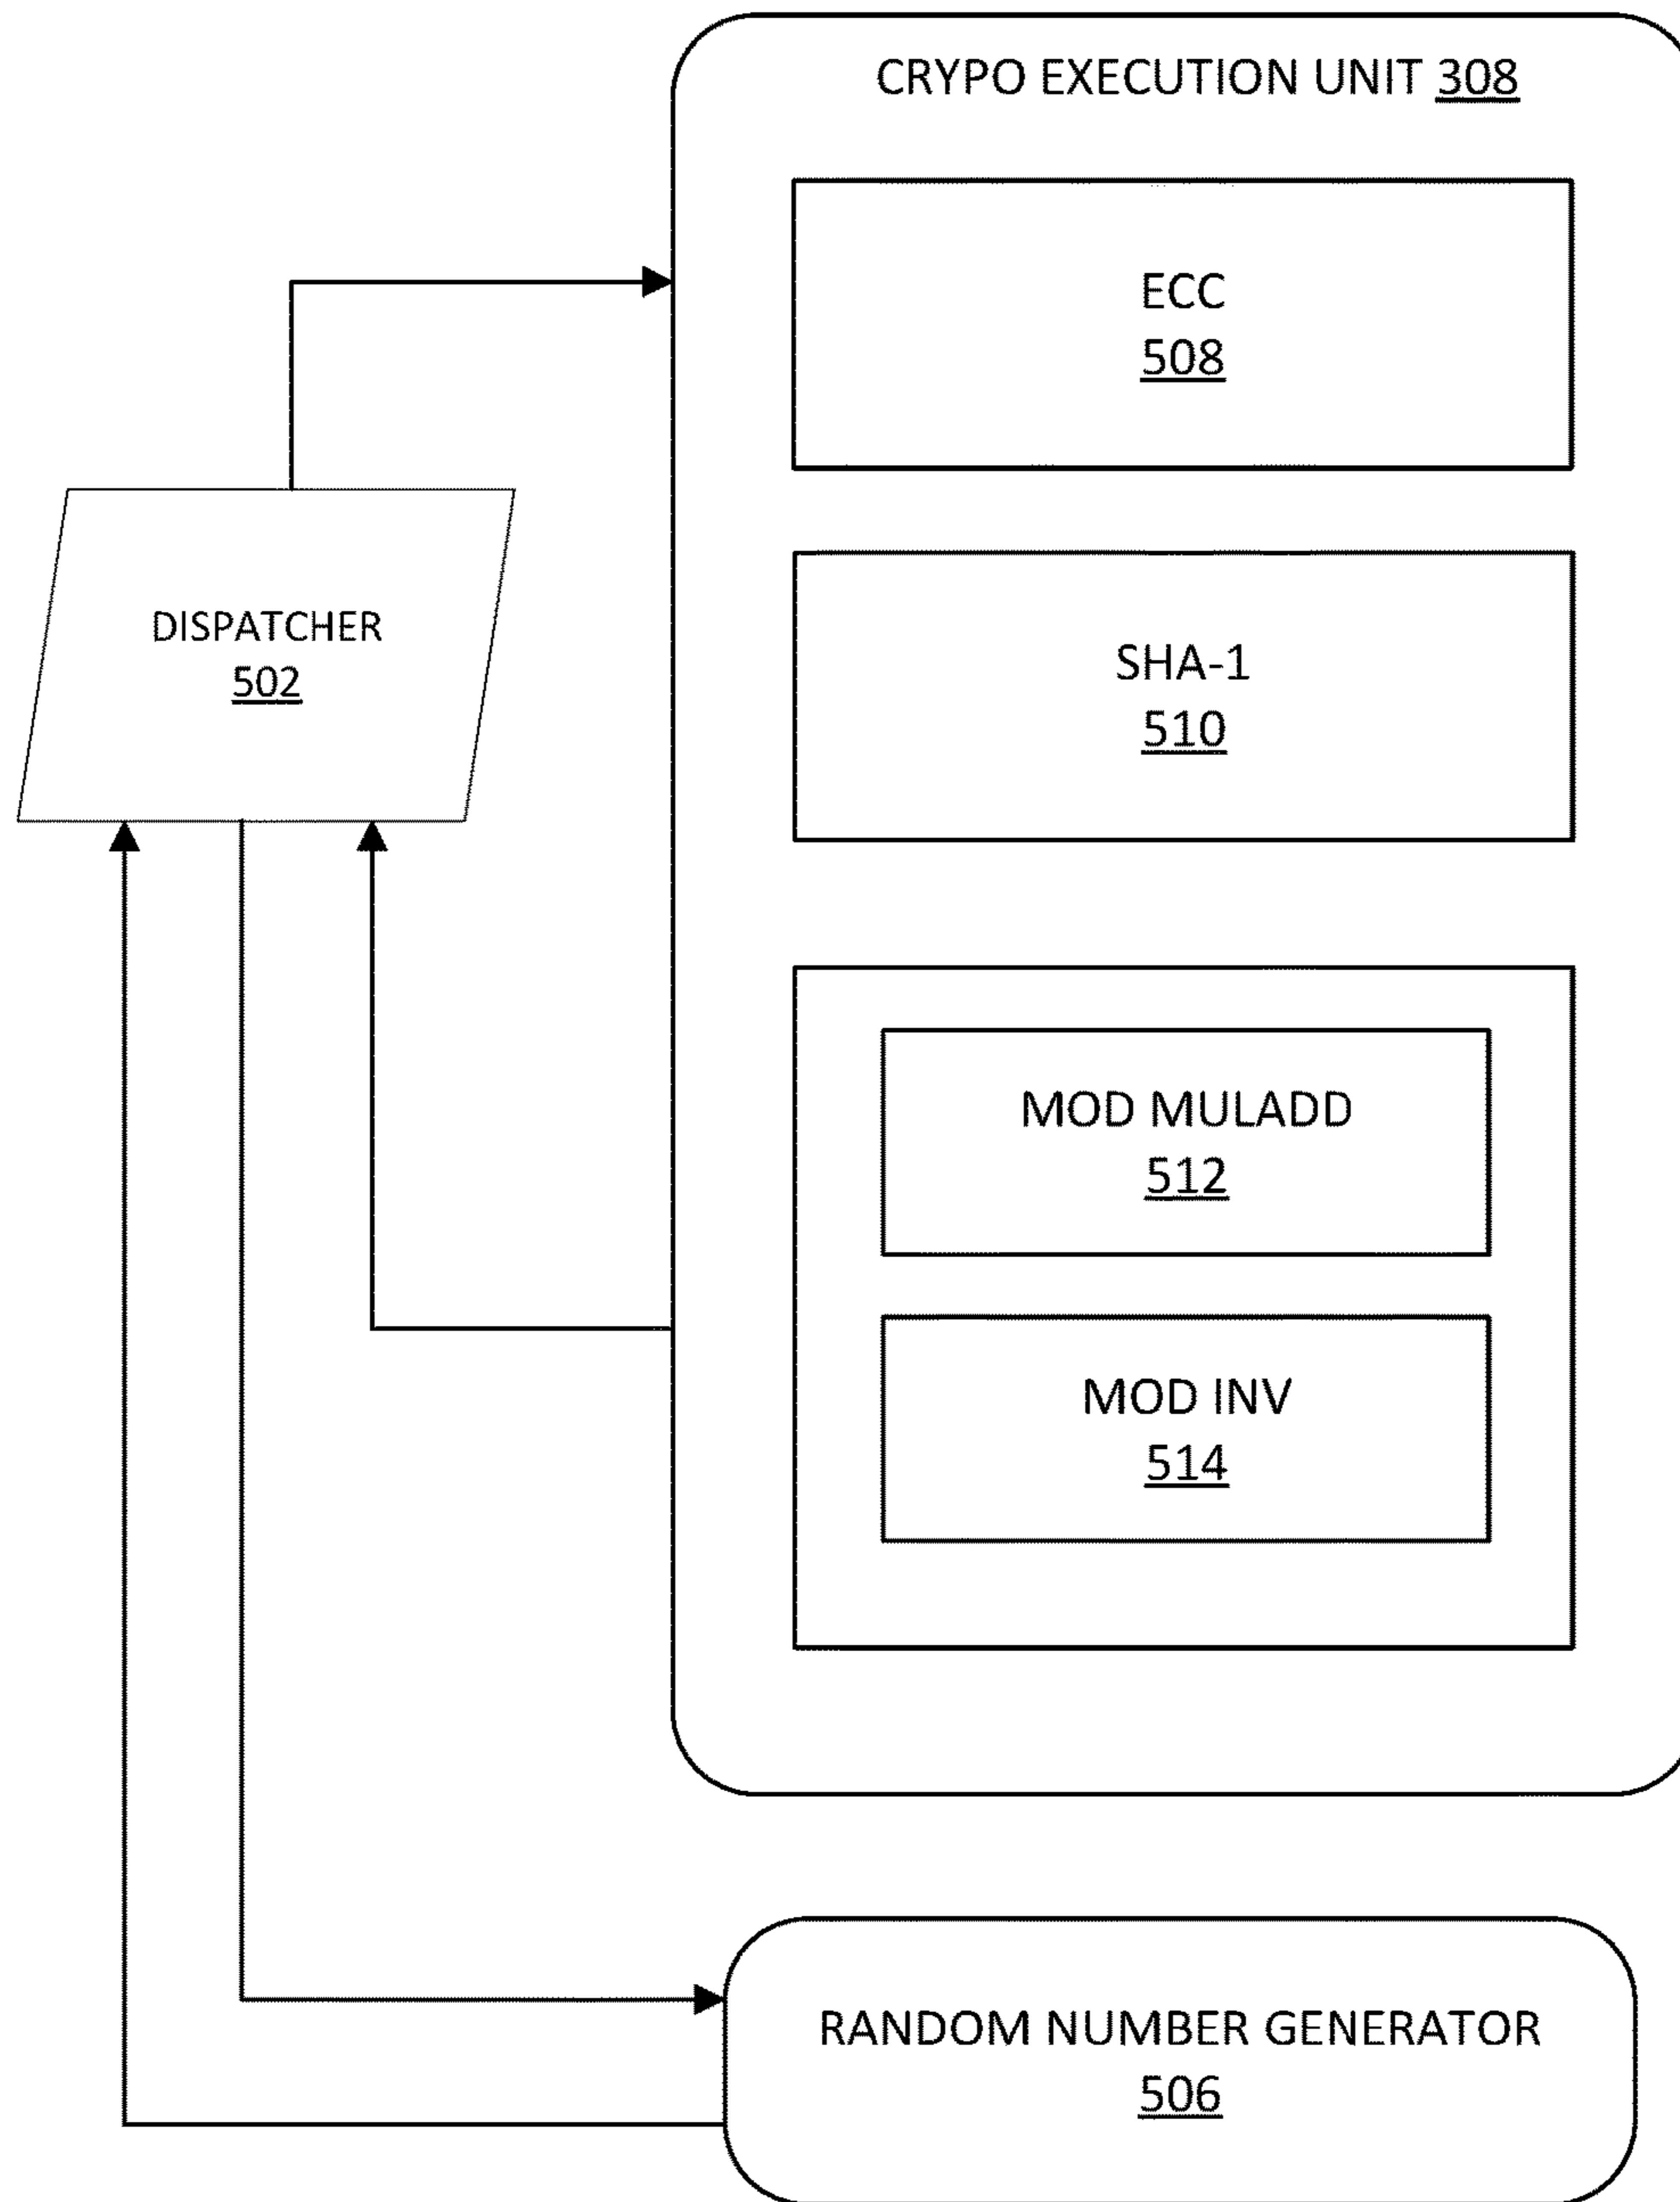 CRYPO EXECUTION UNIT 308
ECC
508
DISPATCHER
502
SHA-1
510
MOD MULADD
512
MOD INV
514
RANDOM NUMBER GENERATOR
506